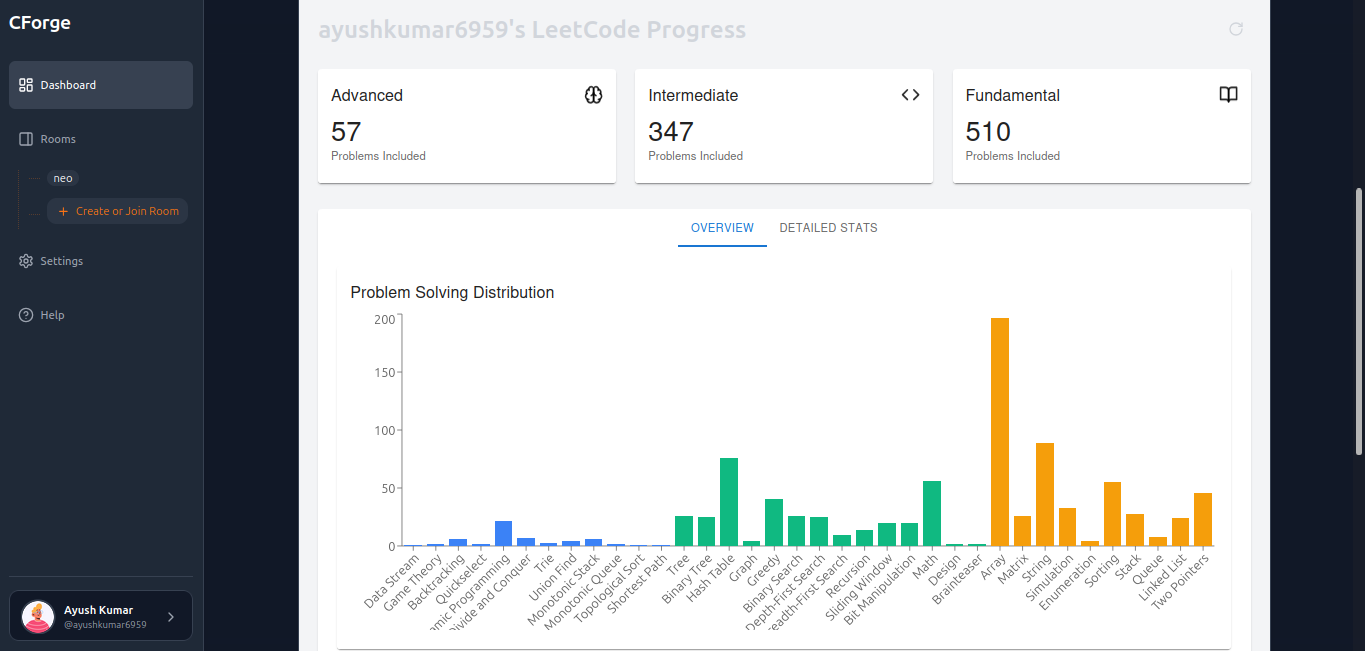 CForge
Dashboard
Rooms
neo
+ Create or Join Room
Settings
Help
Ayush Kumar
@ayushkumar6959
ayushkumar6959's LeetCode Progress
Advanced
57
Problems Included
Intermediate
347
Problems Included
Fundamental
510
Problems Included
OVERVIEW DETAILED STATS
Problem Solving Distribution
200
150
100
50
0
Data Stream
Game Theory
Backtracking
Quickselect
amic Programming
Divide and Conquer
Trie
Union Find
Monotonic Stack
Monotonic Queue
Topological Sort
Shortest Path
Tree
Binary Tree
Hash Table
Graph
Greedy
Binary Search
Depth-First Search
readth-First Search
Recursion
Sliding Window
Bit Manipulation
Math
Design
Brainteaser
Array
Matrix
String
Simulation
Enumeration
Sorting
Stack
Queue
Linked List
Two Pointers